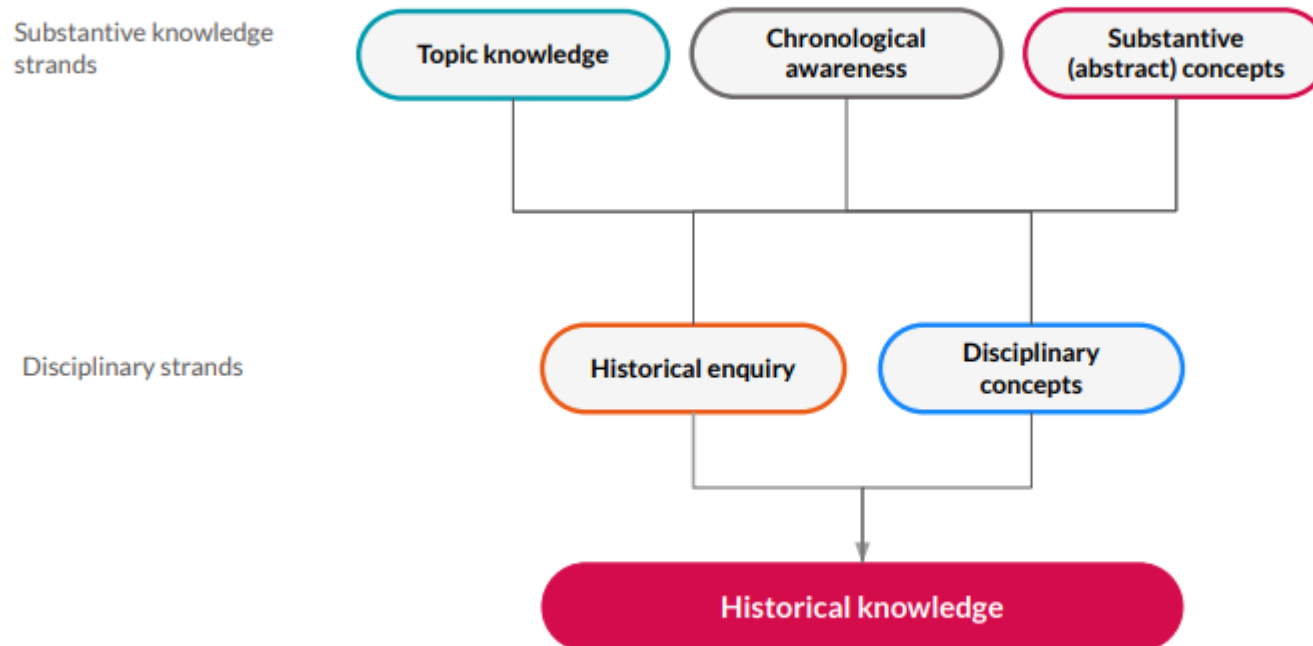 Substantive knowledge
strands
Topic knowledge
Chronological
awareness
Substantive
(abstract) concepts
Disciplinary strands
Historical enquiry
Disciplinary
concepts
Historical knowledge